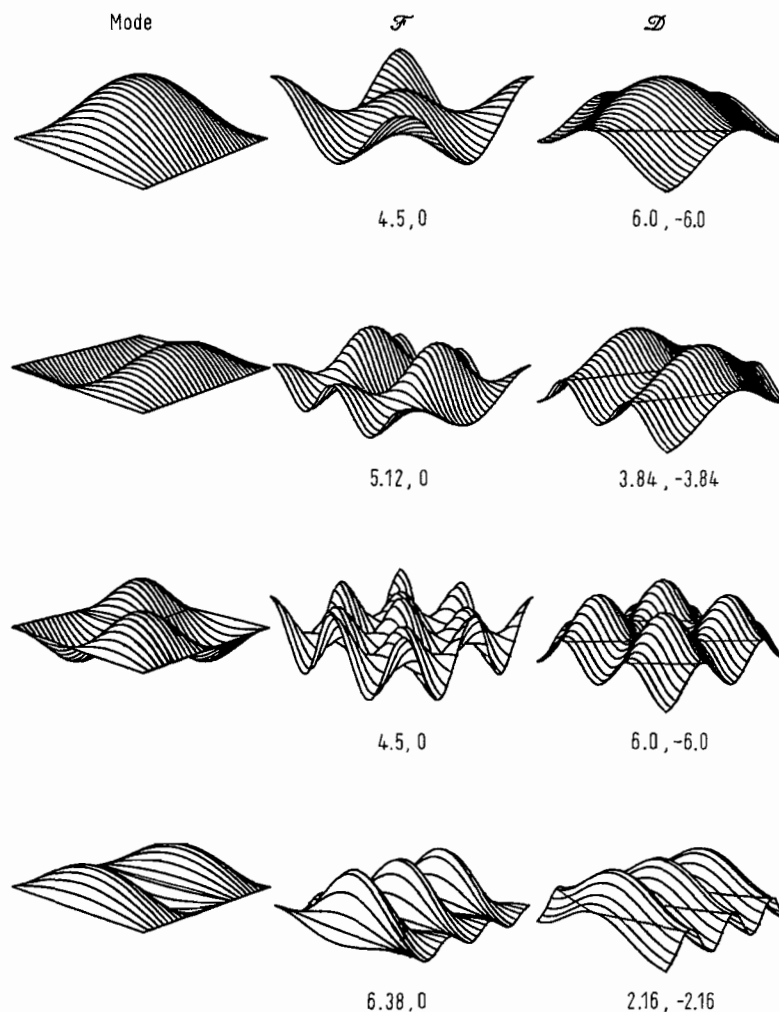 Mode ℱ 𝒟
4.5, 0 6.0, -6.0
5.12, 0 3.84, -3.84
4.5, 0 6.0, -6.0
6.38, 0 2.16, -2.16